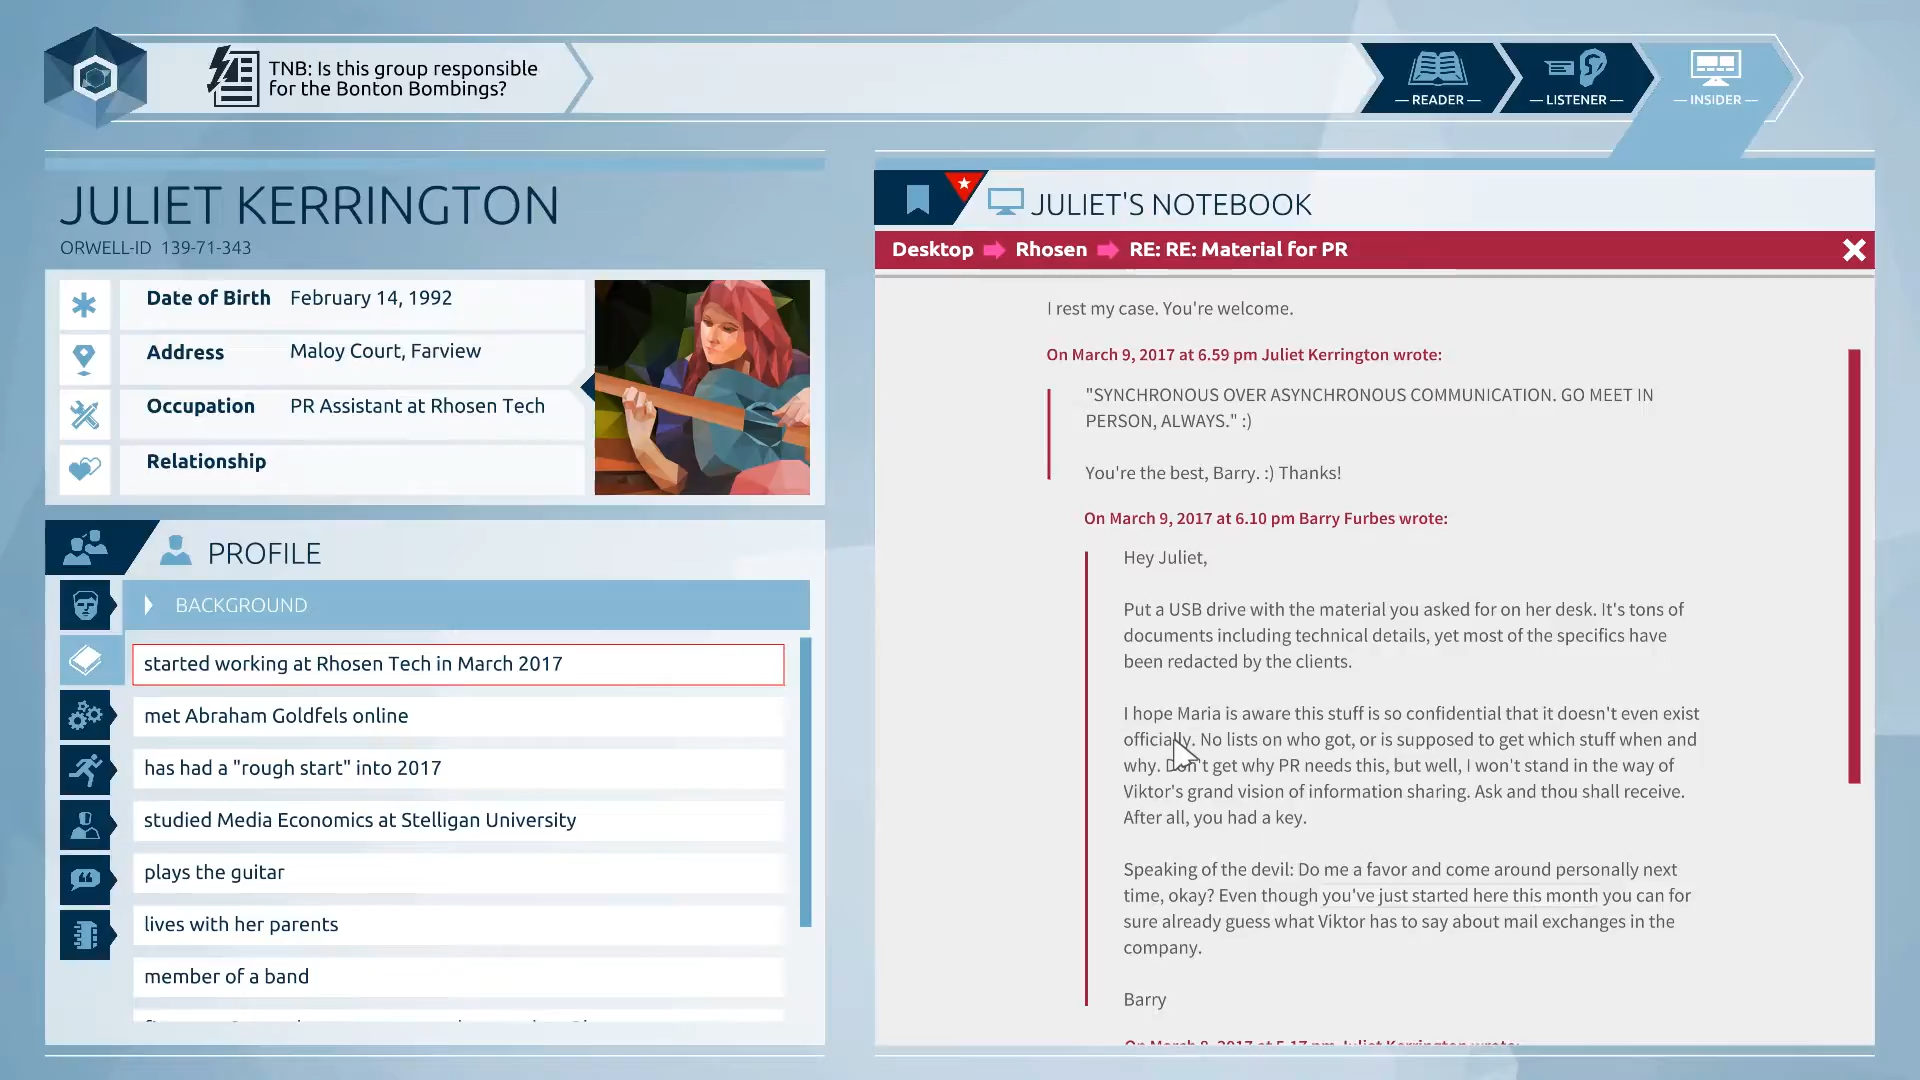 TNB: Is this group responsible
for the Bonton Bombings?
— READER —
— LISTENER —
— INSIDER —
JULIET KERRINGTON
ORWELL-ID 139-71-343
Date of Birth February 14, 1992
Address Maloy Court, Farview
Occupation PR Assistant at Rhosen Tech
Relationship
PROFILE
BACKGROUND
started working at Rhosen Tech in March 2017
met Abraham Goldfels online
has had a "rough start" into 2017
studied Media Economics at Stelligan University
plays the guitar
lives with her parents
member of a band
JULIET'S NOTEBOOK
Desktop Rhosen RE: RE: Material for PR
I rest my case. You're welcome.
On March 9, 2017 at 6.59 pm Juliet Kerrington wrote:
"SYNCHRONOUS OVER ASYNCHRONOUS COMMUNICATION. GO MEET IN
PERSON, ALWAYS." :)
You're the best, Barry. :) Thanks!
On March 9, 2017 at 6.10 pm Barry Furbes wrote:
Hey Juliet,
Put a USB drive with the material you asked for on her desk. It's tons of
documents including technical details, yet most of the specifics have
been redacted by the clients.
I hope Maria is aware this stuff is so confidential that it doesn't even exist
officially. No lists on who got, or is supposed to get which stuff when and
why. Don't get why PR needs this, but well, I won't stand in the way of
Viktor's grand vision of information sharing. Ask and thou shall receive.
After all, you had a key.
Speaking of the devil: Do me a favor and come around personally next
time, okay? Even though you've just started here this month you can for
sure already guess what Viktor has to say about mail exchanges in the
company.
Barry
On March 8, 2017 at 5.17 pm Juliet Kerrington wrote: